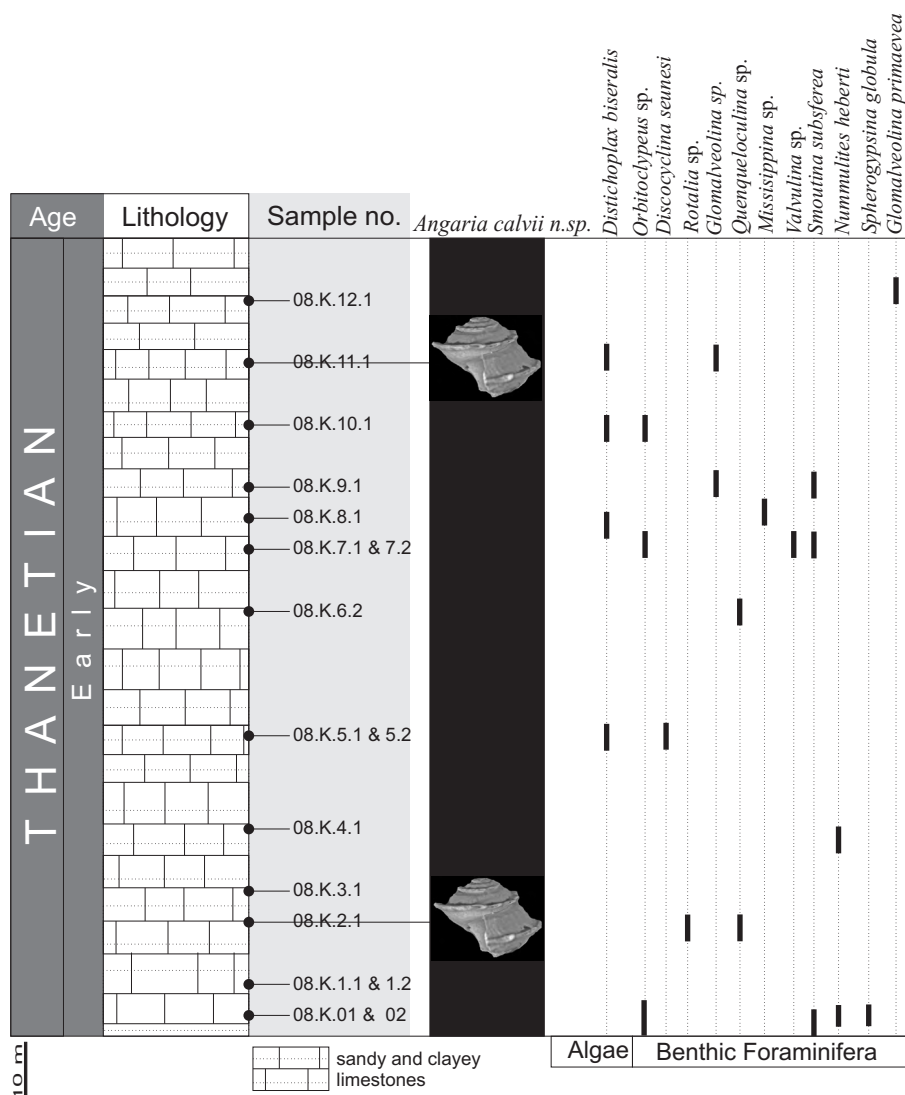 Distichoplax biseralis
Orbitoclypeus sp.
Discocyclina seunesi
Rotalia sp.
Glomalveolina sp.
Quenqueloculina sp.
Missisippina sp.
Valvulina sp.
Smoutina subsferea
Nummulites heberti
Spherogypsina globula
Glomalveolina primaevea
Age
Lithology
Sample no.
Angaria calvii n.sp.
THANETIAN
Early
08.K.12.1
08.K.11.1
08.K.10.1
08.K.9.1
08.K.8.1
08.K.7.1 & 7.2
08.K.6.2
08.K.5.1 & 5.2
08.K.4.1
08.K.3.1
08.K.2.1
08.K.1.1 & 1.2
08.K.01 & 02
Algae
Benthic Foraminifera
10 m
sandy and clayey
limestones